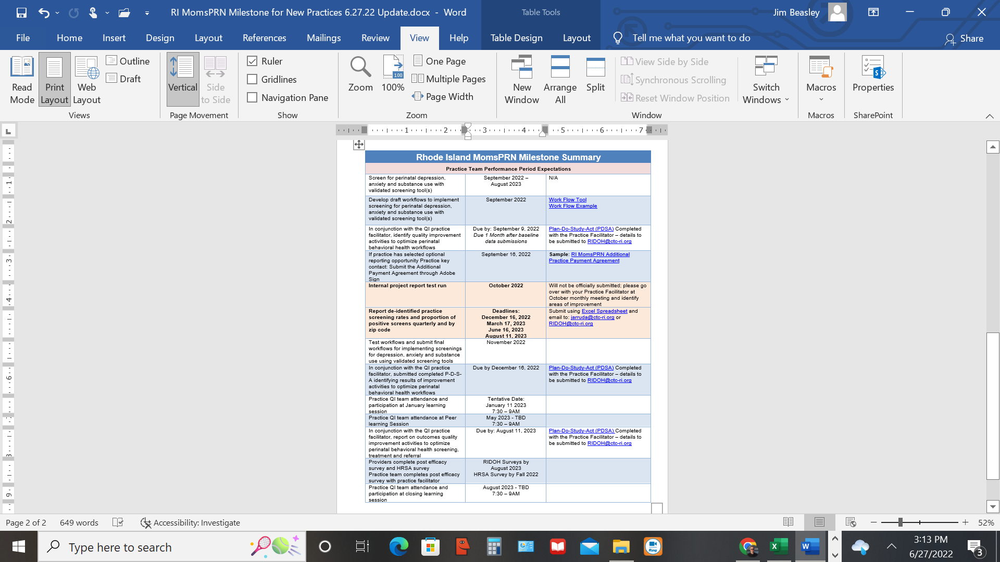 RI MomsPRN Milestone for New Practices 6.27.22 Update.docx - Word
Table Tools
Jim Beasley
File
Home
Insert
Design
Layout
References
Mailings
Review
View
Help
Table Design
Layout
Tell me what you want to do
Share
Read Mode
Print Layout
Web Layout
Outline
Draft
Views
Vertical
Side to Side
Page Movement
Ruler
Gridlines
Navigation Pane
Show
Zoom
100
100%
One Page
Multiple Pages
Page Width
Zoom
New Window
Arrange All
Split
View Side by Side
Synchronous Scrolling
Reset Window Position
Window
Switch Windows
Macros
Macros
Properties
SharePoint
1 2 3 4 5 6 7
Rhode Island MomsPRN Milestone Summary
Practice Team Performance Period Expectations
Screen for perinatal depression,
anxiety and substance use with
validated screening tool(s)
September 2022 –
August 2023
N/A
Develop draft workflows to implement
screening for perinatal depression,
anxiety and substance use with
validated screening tool(s)
September 2022
Work Flow Tool
Work Flow Example
In conjunction with the QI practice
facilitator, identify quality improvement
activities to optimize perinatal
behavioral health workflows
Due by: September 9, 2022
Due 1 Month after baseline
data submissions
Plan-Do-Study-Act (PDSA) Completed
with the Practice Facilitator – details to
be submitted to RIDOH@ctc-ri.org
If practice has selected optional
reporting opportunity Practice key
contact: Submit the Additional
Payment Agreement through Adobe
Sign
September 16, 2022
Sample: RI MomsPRN Additional
Practice Payment Agreement
Internal project report test run
October 2022
Will not be officially submitted; please go
over with your Practice Facilitator at
October monthly meeting and identify
areas of improvement
Report de-identified practice
screening rates and proportion of
positive screens quarterly and by
zip code
Deadlines:
December 16, 2022
March 17, 2023
June 16, 2023
August 11, 2023
Submit using Excel Spreadsheet and
email to: jarruda@ctc-ri.org or
RIDOH@ctc-ri.org
Test workflows and submit final
workflows for implementing screenings
for depression, anxiety and substance
use using validated screening tools
November 2022
In conjunction with the QI practice
facilitator, submitted completed P-D-S-
A identifying results of improvement
activities to optimize perinatal
behavioral health workflows
Due by December 16, 2022
Plan-Do-Study-Act (PDSA) Completed
with the Practice Facilitator – details to
be submitted to RIDOH@ctc-ri.org
Practice QI team attendance and
participation at January learning
session
Tentative Date:
January 11 2023
7:30 – 9AM
Practice QI team attendance at Peer
learning Session
May 2023 - TBD
7:30 – 9AM
In conjunction with the QI practice
facilitator, report on outcomes quality
improvement activities to optimize
perinatal behavioral health screening,
treatment and referral
Due by: August 11, 2023
Plan-Do-Study-Act (PDSA) Completed
with the Practice Facilitator – details to
be submitted to RIDOH@ctc-ri.org
Providers complete post efficacy
survey and HRSA survey
Practice team completes post efficacy
survey with practice facilitator
RIDOH Surveys by
August 2023
HRSA Survey by Fall 2022
Practice QI team attendance and
participation at closing learning
session
August 2023 - TBD
7:30 – 9AM
Page 2 of 2
649 words
Accessibility: Investigate
52%
Type here to search
Ring
3:13 PM
6/27/2022
3